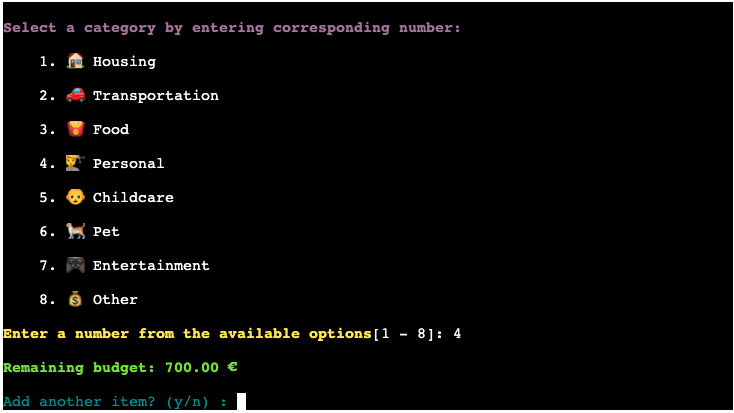 Select a category by entering corresponding number:
1. 🏠 Housing
2. 🚗 Transportation
3. 🍟 Food
4. 💇 Personal
5. 👶 Childcare
6. 🐕 Pet
7. 🎮 Entertainment
8. 💰 Other
Enter a number from the available options[1 - 8]: 4
Remaining budget: 700.00 €
Add another item? (y/n) :